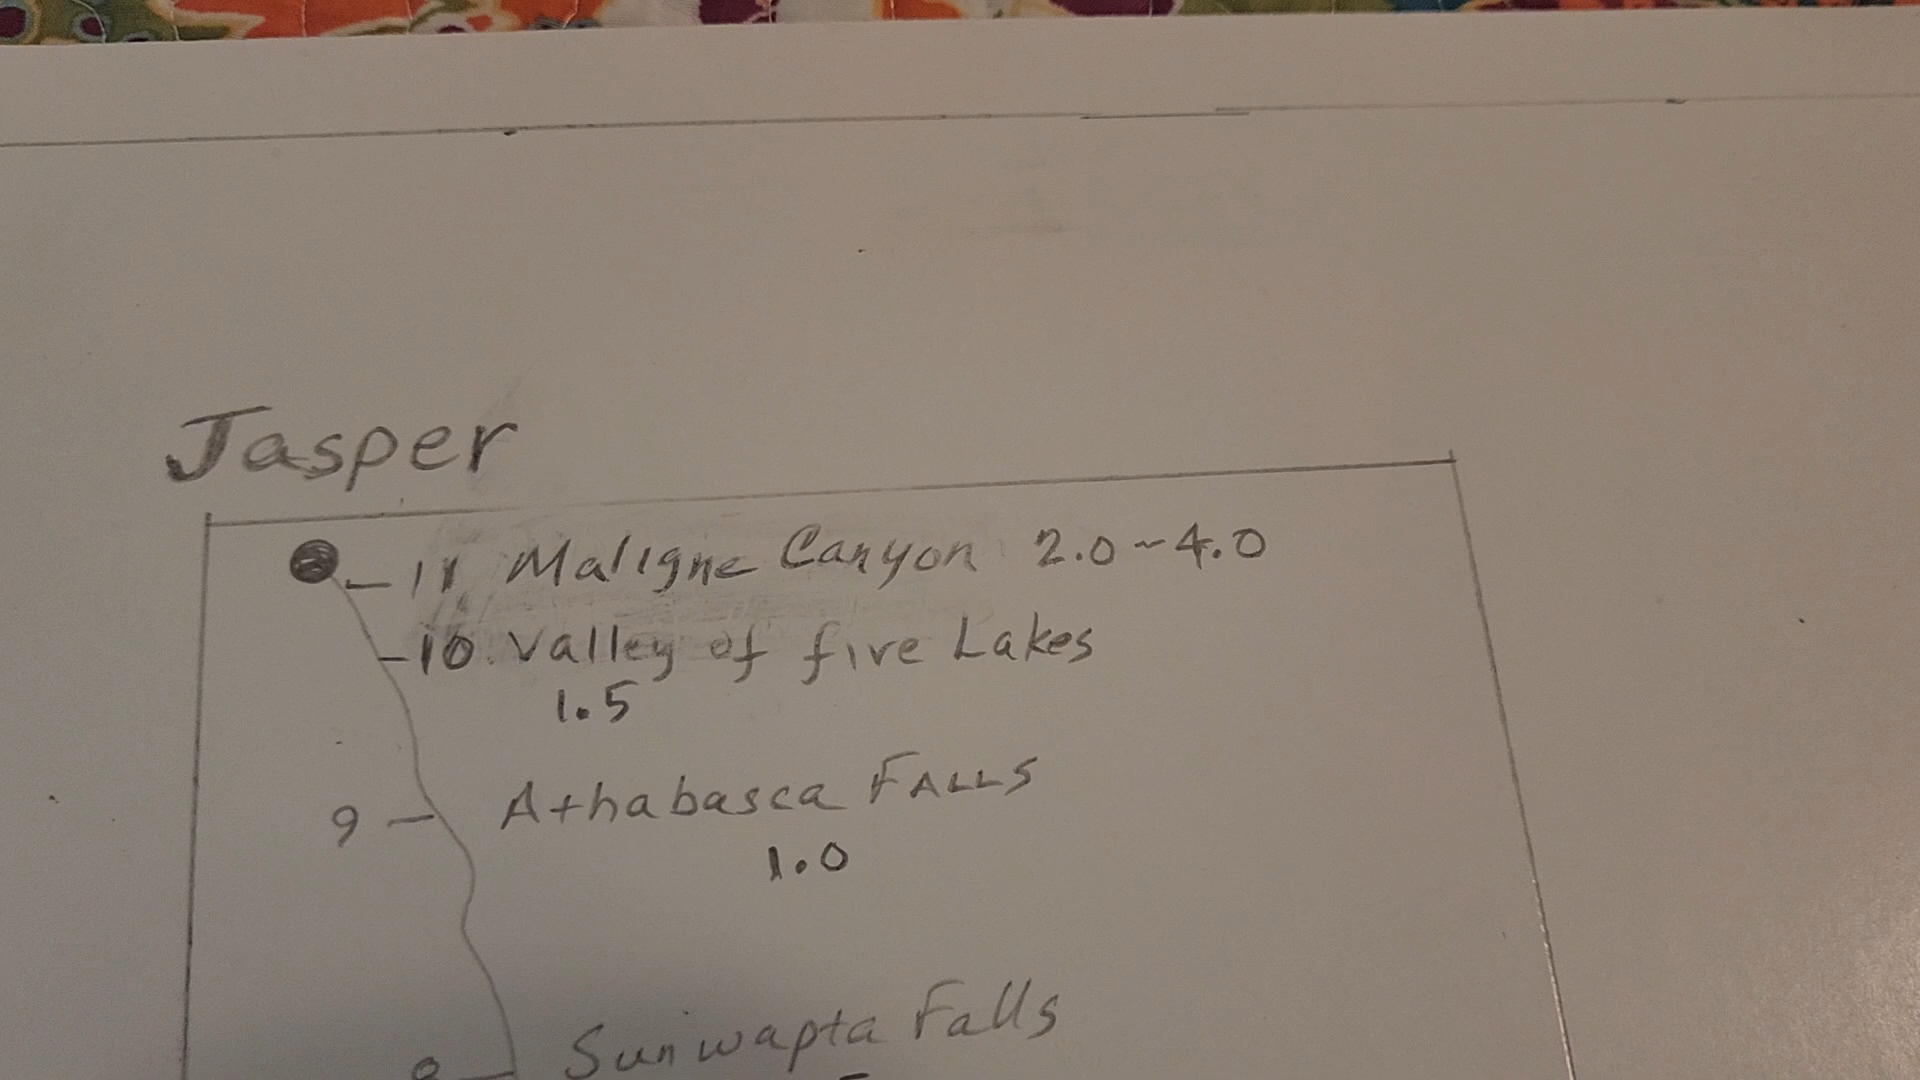 Jasper
11 Maligne Canyon 2.0~4.0
10. Valley of five Lakes
1.5
9 Athabasca FALLS
1.0
Sunwapta Falls